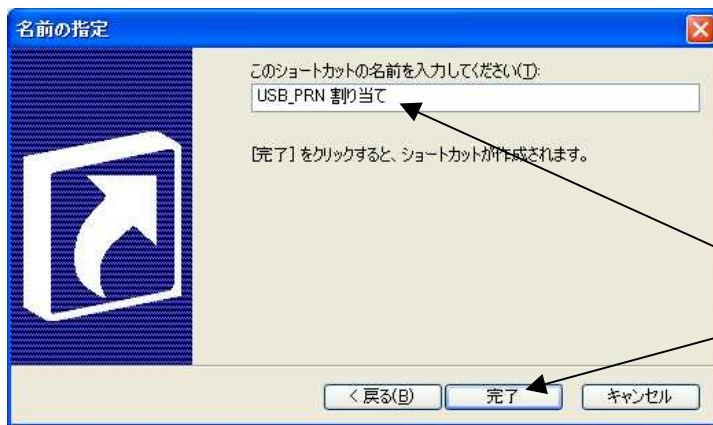 名前の指定
このショートカットの名前を入力してください(T):
USB_PRN 割り当て
[完了] をクリックすると、ショートカットが作成されます。
< 戻る(B)
完了
キャンセル